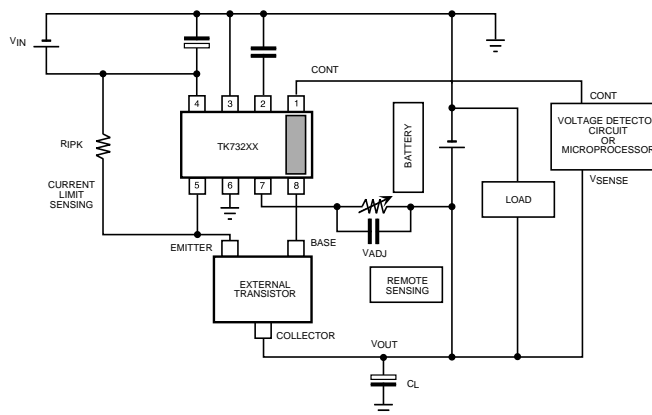 VIN
CONT
4
3
2
1
CONT
RIPK
TK732XX
BATTERY
VOLTAGE DETECTO
CIRCUIT
OR
MICROPROCESSOR
CURRENT
LIMIT
SENSING
5
6
7
8
VSENSE
LOAD
EMITTER
BASE
VADJ
EXTERNAL
TRANSISTOR
REMOTE
SENSING
COLLECTOR
VOUT
CL